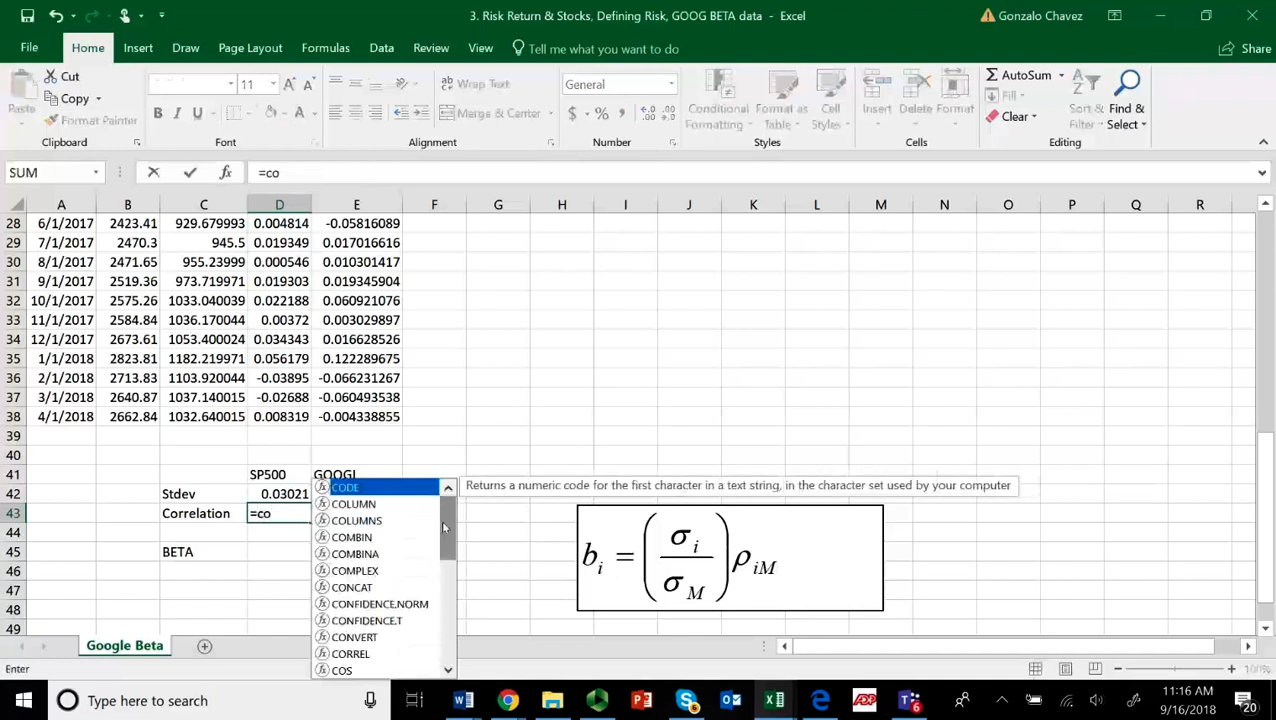 3. Risk Return & Stocks, Defining Risk, GOOG BETA data - Excel
Gonzalo Chavez
File Home Insert Draw Page Layout Formulas Data Review View Tell me what you want to do Share
Paste
Cut
Copy
Format Painter
11
Wrap Text
Merge & Center
General
Conditional Formatting
Format as Table
Cell Styles
Insert Delete Format
AutoSum
Fill
Clear
Sort & Filter
Find & Select
Clipboard Font Alignment Number Styles Cells Editing
SUM =co
A B C D E F G H I J K L M N O P Q R
28 6/1/2017 2423.41 929.679993 0.004814 -0.05816089
29 7/1/2017 2470.3 945.5 0.019349 0.017016616
30 8/1/2017 2471.65 955.23999 0.000546 0.010301417
31 9/1/2017 2519.36 973.719971 0.019303 0.019345904
32 10/1/2017 2575.26 1033.040039 0.022188 0.060921076
33 11/1/2017 2584.84 1036.170044 0.00372 0.003029897
34 12/1/2017 2673.61 1053.400024 0.034343 0.016628526
35 1/1/2018 2823.81 1182.219971 0.056179 0.122289675
36 2/1/2018 2713.83 1103.920044 -0.03895 -0.066231267
37 3/1/2018 2640.87 1037.140015 -0.02688 -0.060493538
38 4/1/2018 2662.84 1032.640015 0.008319 -0.004338855
39
40
41 SP500
42 Stdev 0.03021
43 Correlation =co
44
45 BETA
46
47
48
49
CODE
COLUMN
COLUMNS
COMBIN
COMBINA
COMPLEX
CONCAT
CONFIDENCE.NORM
CONFIDENCE.T
CONVERT
CORREL
COS
Returns a numeric code for the first character in a text string, in the character set used by your computer
bᵢ = (σᵢ / σM) ρiM
Google Beta
Enter 100%
Type here to search
6
6
11:16 AM
9/16/2018
20